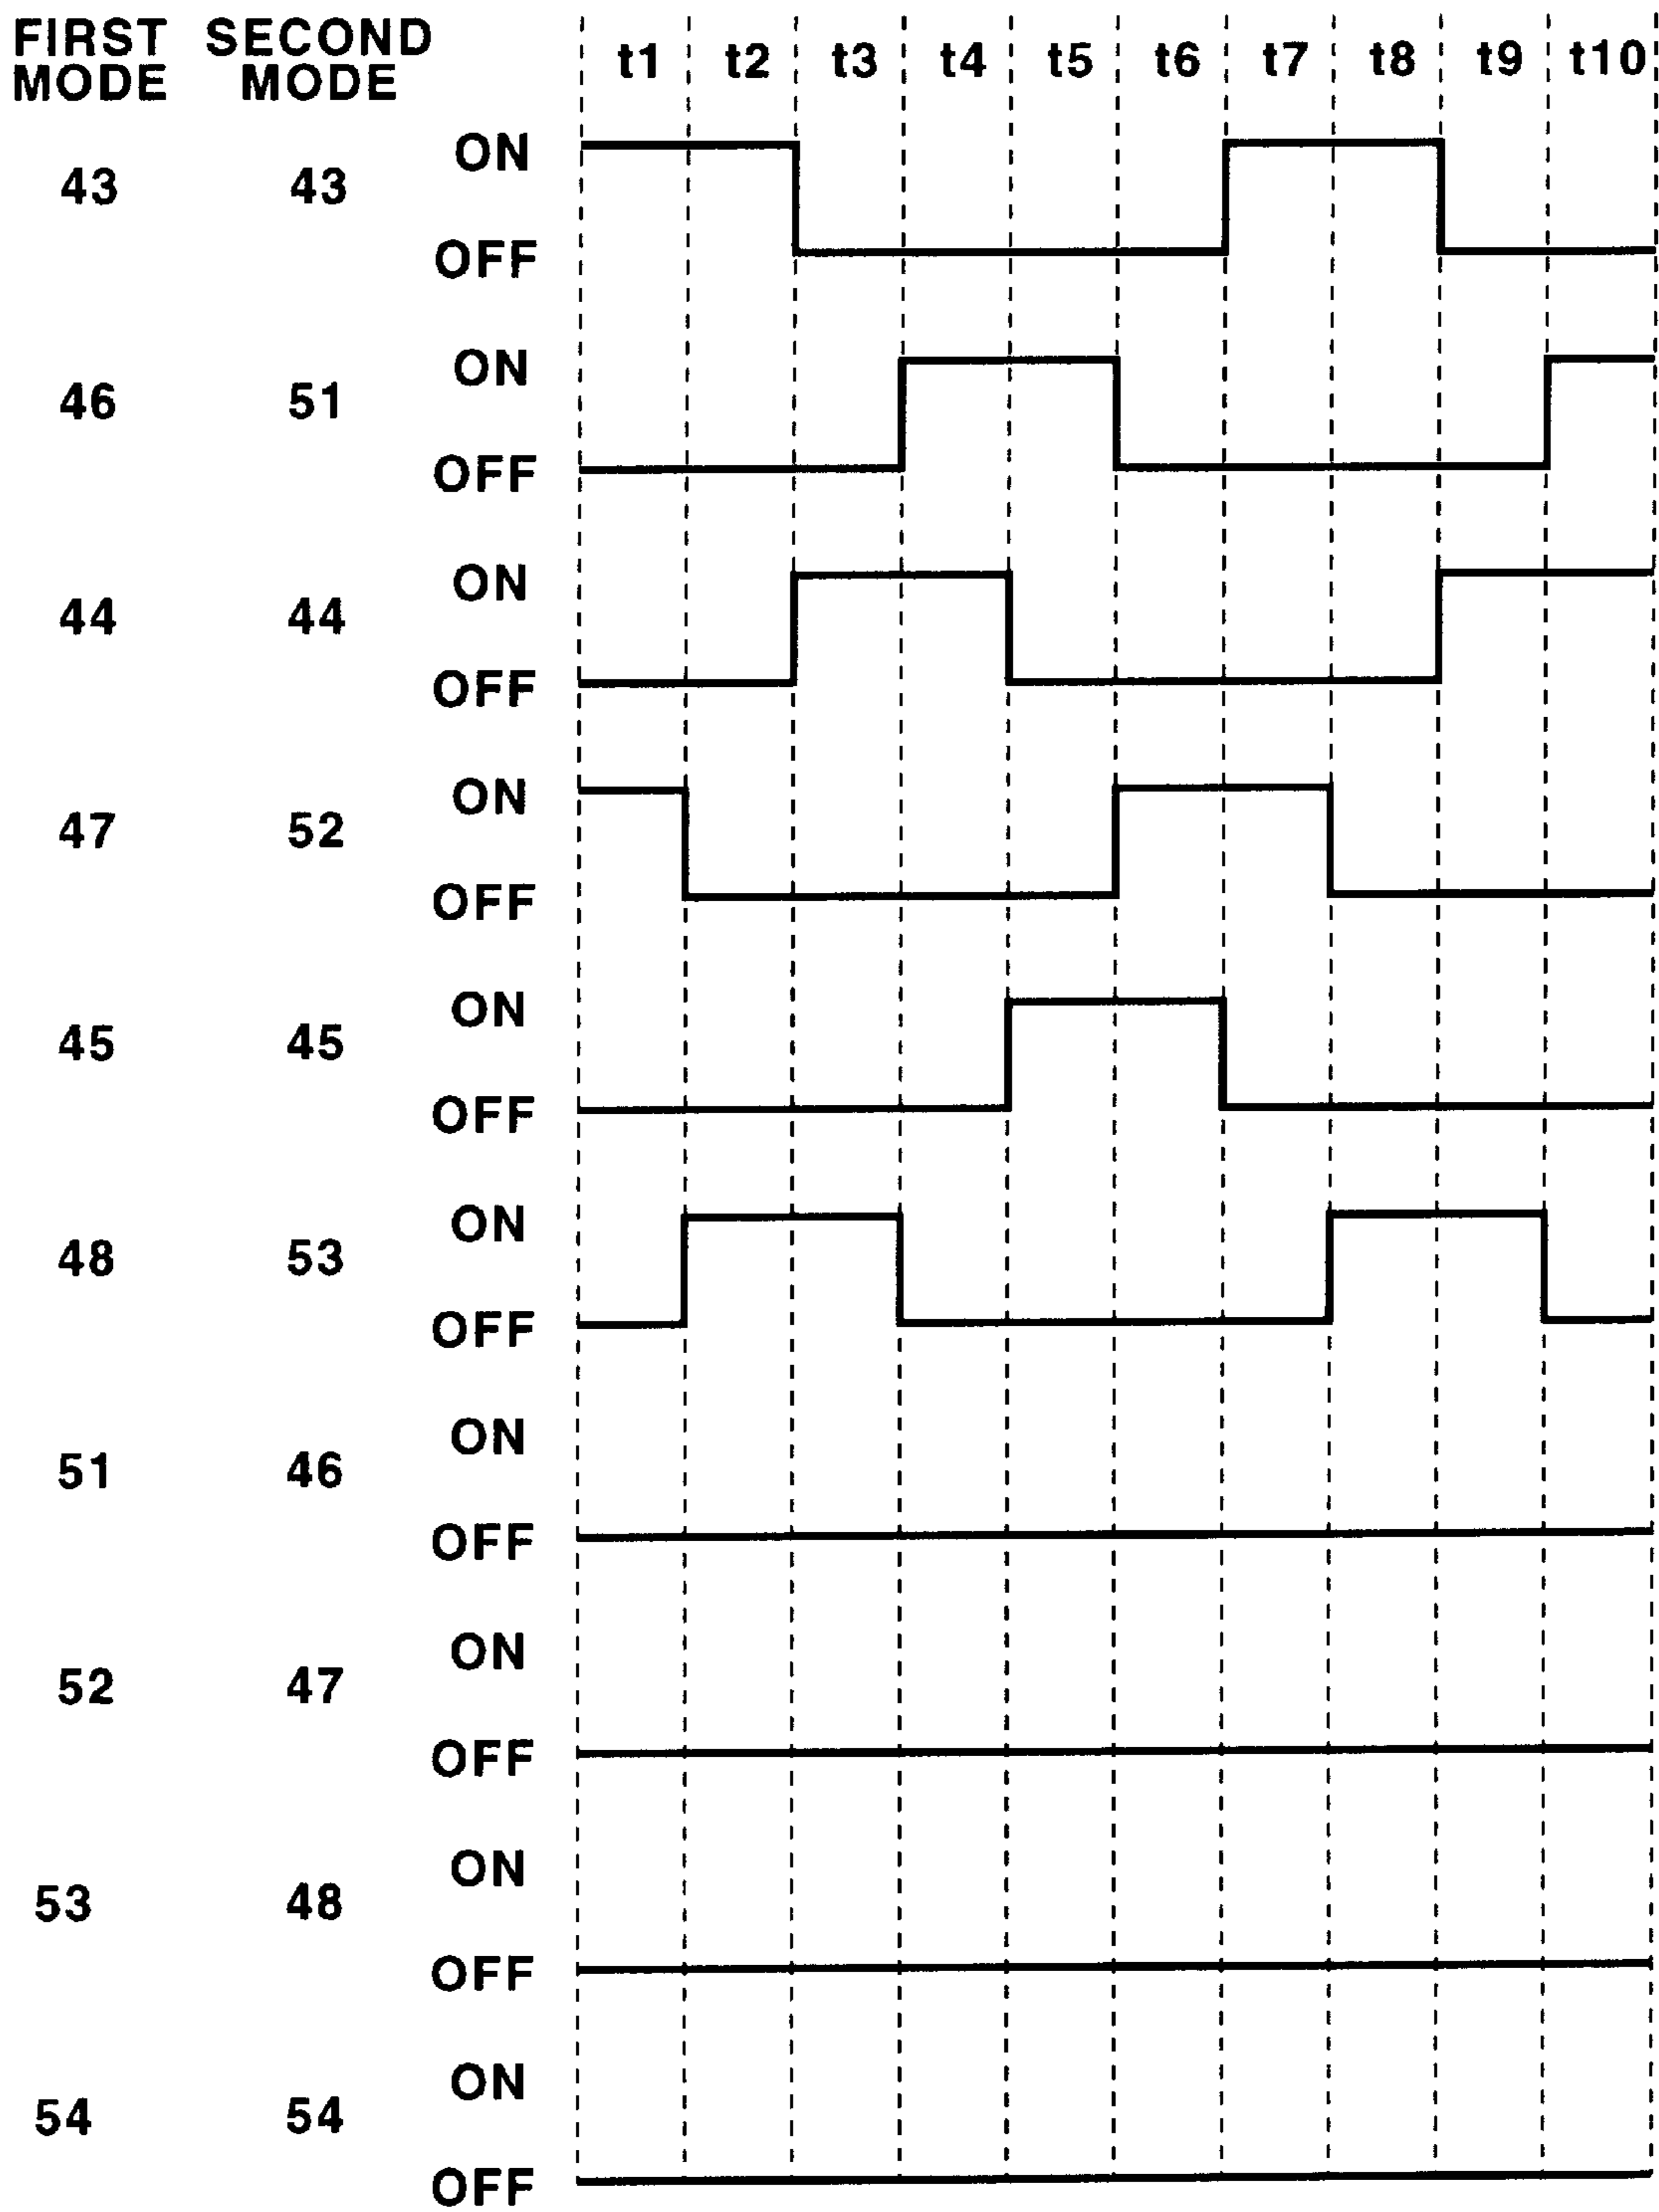 FIRST SECOND
MODE MODE
t1 t2 t3 t4 t5 t6 t7 t8 t9 t10
ON
43 43
OFF
ON
46 51
OFF
ON
44 44
OFF
ON
47 52
OFF
ON
45 45
OFF
ON
48 53
OFF
ON
51 46
OFF
ON
52 47
OFF
ON
53 48
OFF
ON
54 54
OFF